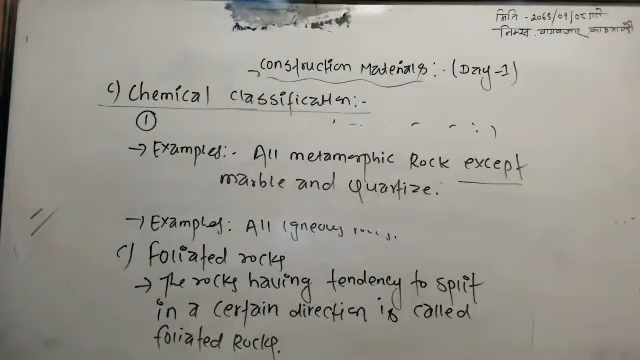 मिति - 2063/09/05 गते
→ Construction Materials:- (Day-1)
c) Chemical classification:-
①
→ Examples:- All metamorphic Rock except
marble and Quartize.
→ Examples: All Igneous
c) Foliated rocks
→ The rocks having tendency to split
in a certain direction is called
foliated Rocks.